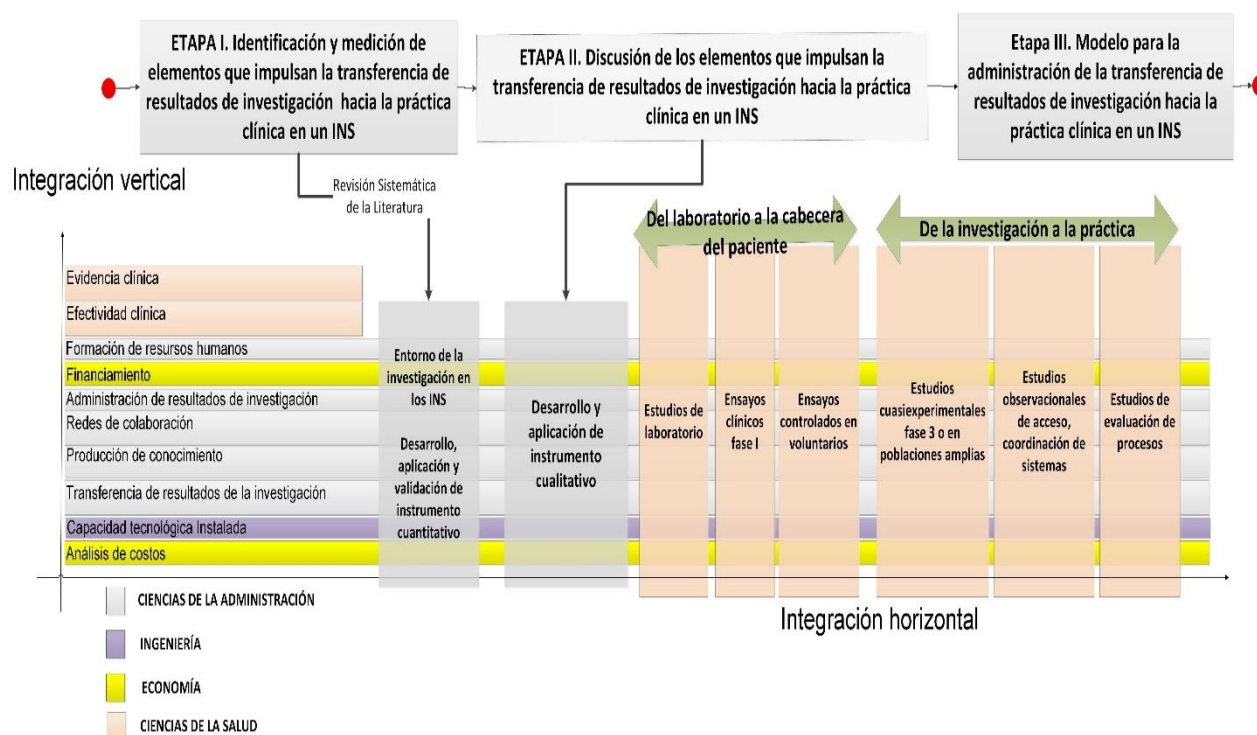 ETAPA I. Identificación y medición de
elementos que impulsan la transferencia de
resultados de investigación hacia la práctica
clínica en un INS
ETAPA II. Discusión de los elementos que impulsan la
transferencia de resultados de investigación hacia la práctica
clínica en un INS
Etapa III. Modelo para la
administración de la transferencia de
resultados de investigación hacia la
práctica clínica en un INS
Integración vertical
Revisión Sistemática
de la Literatura
Del laboratorio a la cabecera
del paciente
De la investigación a la práctica
Evidencia clínica
Efectividad clínica
Formación de recursos humanos
Financiamiento
Administración de resultados de investigación
Redes de colaboración
Producción de conocimiento
Transferencia de resultados de la investigación
Capacidad tecnológica Instalada
Análisis de costos
Entorno de la
investigación en
los INS
Desarrollo,
aplicación y
validación de
instrumento
cuantitativo
Desarrollo y
aplicación de
instrumento
cualitativo
Estudios de
laboratorio
Ensayos
clínicos
fase I
Ensayos
controlados en
voluntarios
Estudios
cuasiexperimentales
fase 3 o en
poblaciones amplias
Estudios
observacionales
de acceso,
coordinación de
sistemas
Estudios de
evaluación de
procesos
Integración horizontal
CIENCIAS DE LA ADMINISTRACIÓN
INGENIERÍA
ECONOMÍA
CIENCIAS DE LA SALUD